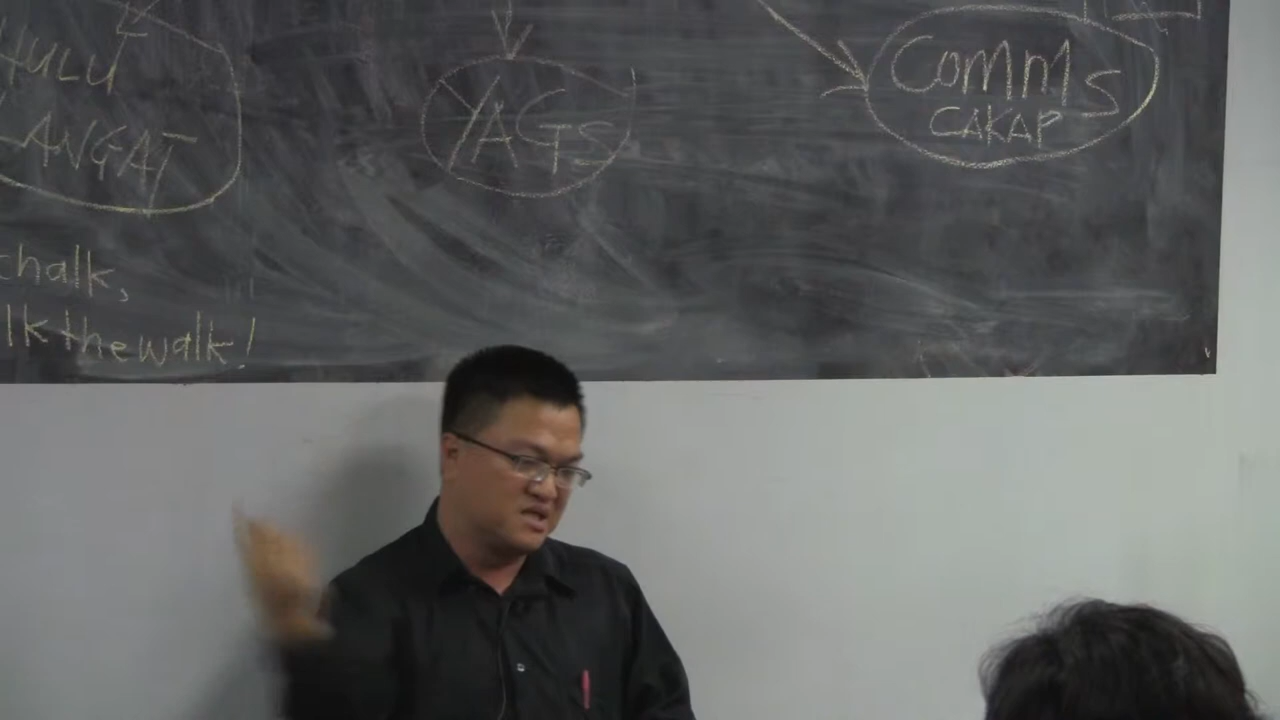 HULU
LANGAT
YAGTS
COMMS
CAKAP
chalk,
lk the walk!